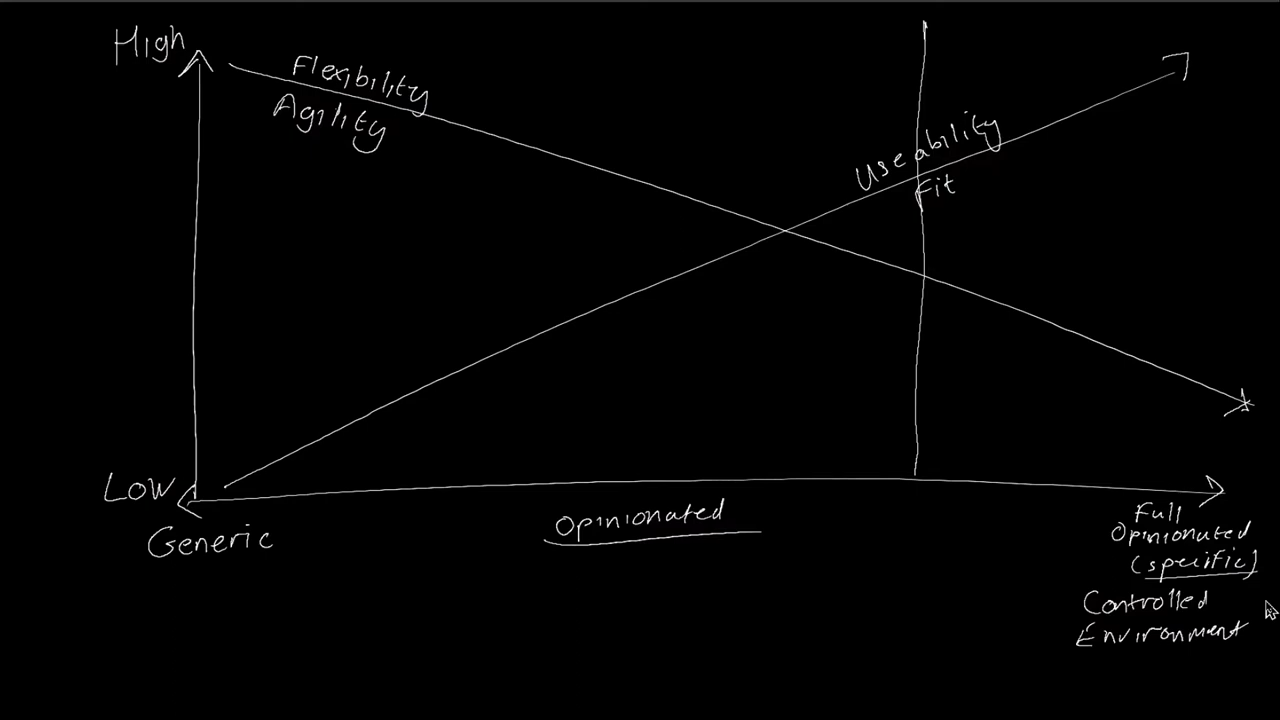 High
Flexibility
Agility
Useability
Fit
Low
Generic
Opinionated
Full
Opinionated
(specific)
Controlled
Environment